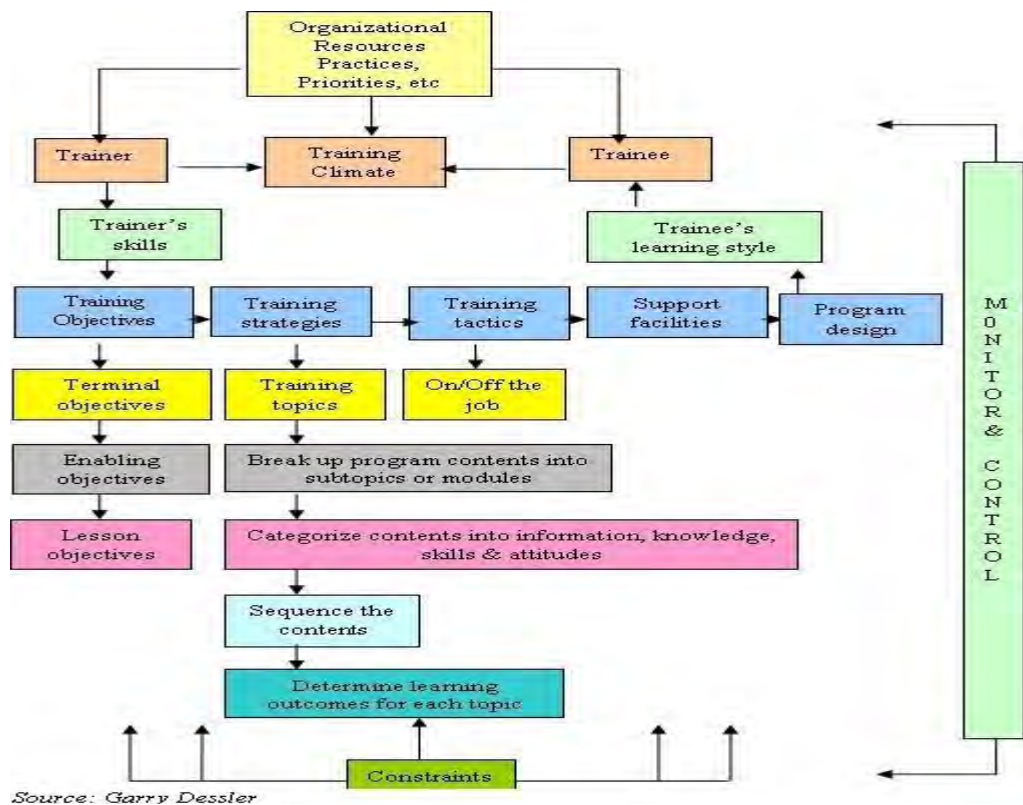 Organizational
Resources
Practices,
Priorities, etc
Trainer
Training
Climate
Trainee
Trainer's
skills
Trainee's
learning style
Training
Objectives
Training
strategies
Training
tactics
Support
facilities
Program
design
Terminal
objectives
Training
topics
On/Off the
job
Enabling
objectives
Break up program contents into
subtopics or modules
Lesson
objectives
Categorize contents into information, knowledge,
skills & attitudes
Sequence the
contents
Determine learning
outcomes for each topic
Constraints
MONITOR& CONTROL
Source: Garry Dessler